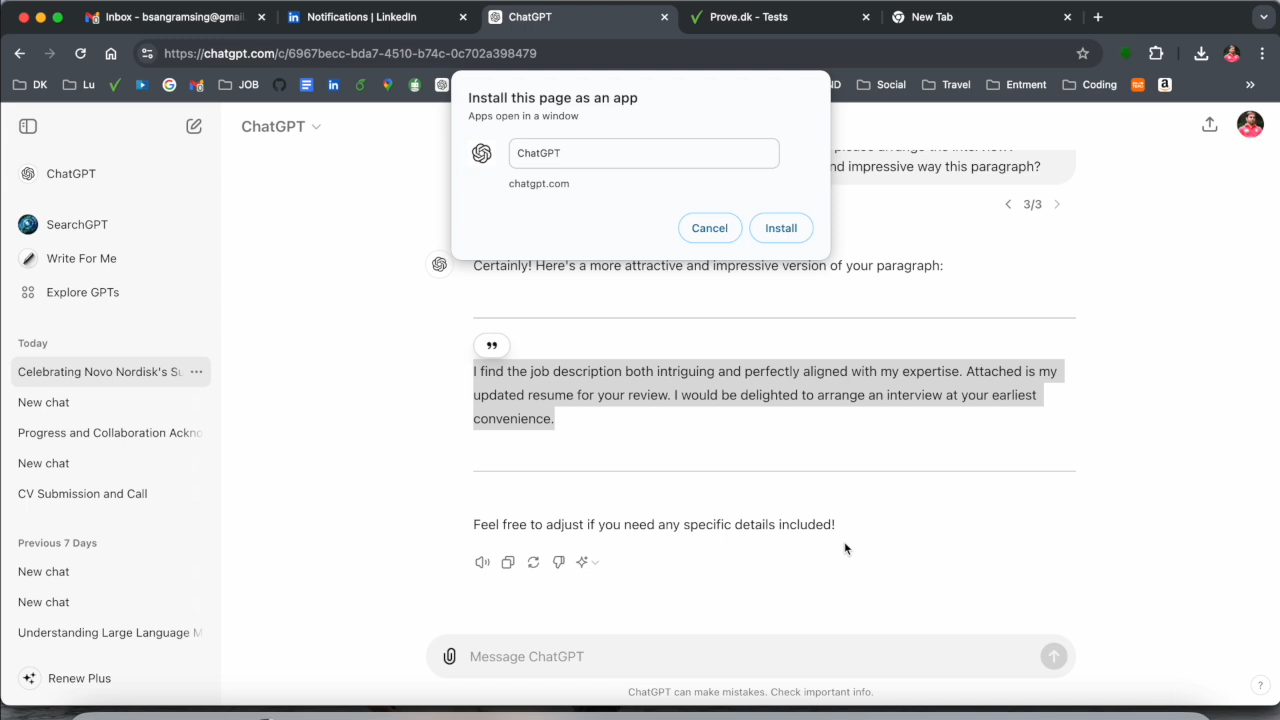 Inbox - bsangramsing@gmail
Notifications | LinkedIn
ChatGPT
Prove.dk - Tests
New Tab
https://chatgpt.com/c/6967becc-bda7-4510-b74c-0c702a398479
DK
Lu
JOB
Social
Travel
Entment
Coding
Install this page as an app
Apps open in a window
ChatGPT
chatgpt.com
Cancel
Install
ChatGPT
nd impressive way this paragraph?
3/3
ChatGPT
SearchGPT
Write For Me
Explore GPTs
Today
Celebrating Novo Nordisk's Su
New chat
Progress and Collaboration Ackno
New chat
CV Submission and Call
Previous 7 Days
New chat
New chat
Understanding Large Language M
Renew Plus
Certainly! Here's a more attractive and impressive version of your paragraph:
I find the job description both intriguing and perfectly aligned with my expertise. Attached is my
updated resume for your review. I would be delighted to arrange an interview at your earliest
convenience.
Feel free to adjust if you need any specific details included!
Message ChatGPT
ChatGPT can make mistakes. Check important info.
?